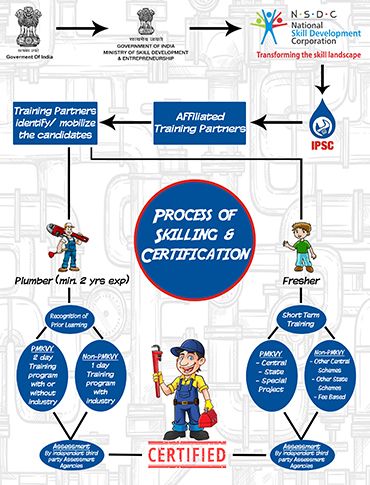 सत्यमेव जयते
Government Of India
सत्यमेव जयते
GOVERNMENT OF INDIA
MINISTRY OF SKILL DEVELOPMENT
& ENTREPRENEURSHIP
N·S·D·C
National
Skill Development
Corporation
Transforming the skill landscape
IPSC
Affiliated
Training Partners
Training Partners
identify/ mobilize
the candidates
Process of
Skilling &
Certification
Plumber (min. 2 yrs exp)
Fresher
Recognition of
Prior Learning
Short Term
Training
PMKVY
2 day
Training
program
with or
without
industry
Non-PMKVY
1 day
Training
program
with
industry
PMKVY
- Central
- State
- Special
Project
Non-PMKVY
- Other Central
Schemes
- Other State
Schemes
- Fee Based
Assessment
By independent third
party Assessment
Agencies
CERTIFIED
Assessment
By independent third
party Assessment
Agencies